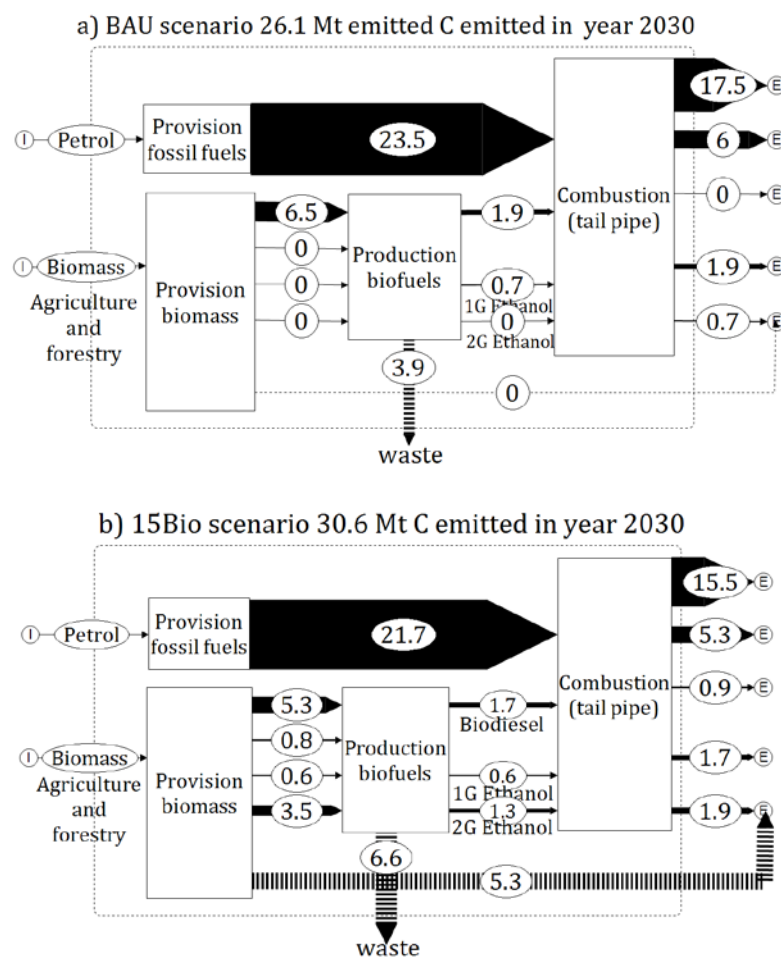 a) BAU scenario 26.1 Mt emitted C emitted in year 2030
17.5
I
Petrol
Provision
fossil fuels
23.5
E
6
E
Combustion
(tail pipe)
0
E
6.5
1.9
I
Biomass
Agriculture
and
forestry
Provision
biomass
0
0
0
Production
biofuels
0.7
1G Ethanol
0
2G Ethanol
1.9
E
0.7
E
3.9
0
waste
b) 15Bio scenario 30.6 Mt C emitted in year 2030
15.5
E
I
Petrol
Provision
fossil fuels
21.7
5.3
E
Combustion
(tail pipe)
0.9
E
5.3
1.7
Biodiesel
I
Biomass
Agriculture
and
forestry
Provision
biomass
0.8
0.6
3.5
Production
biofuels
0.6
1G Ethanol
1.3
2G Ethanol
1.7
E
1.9
E
6.6
5.3
waste